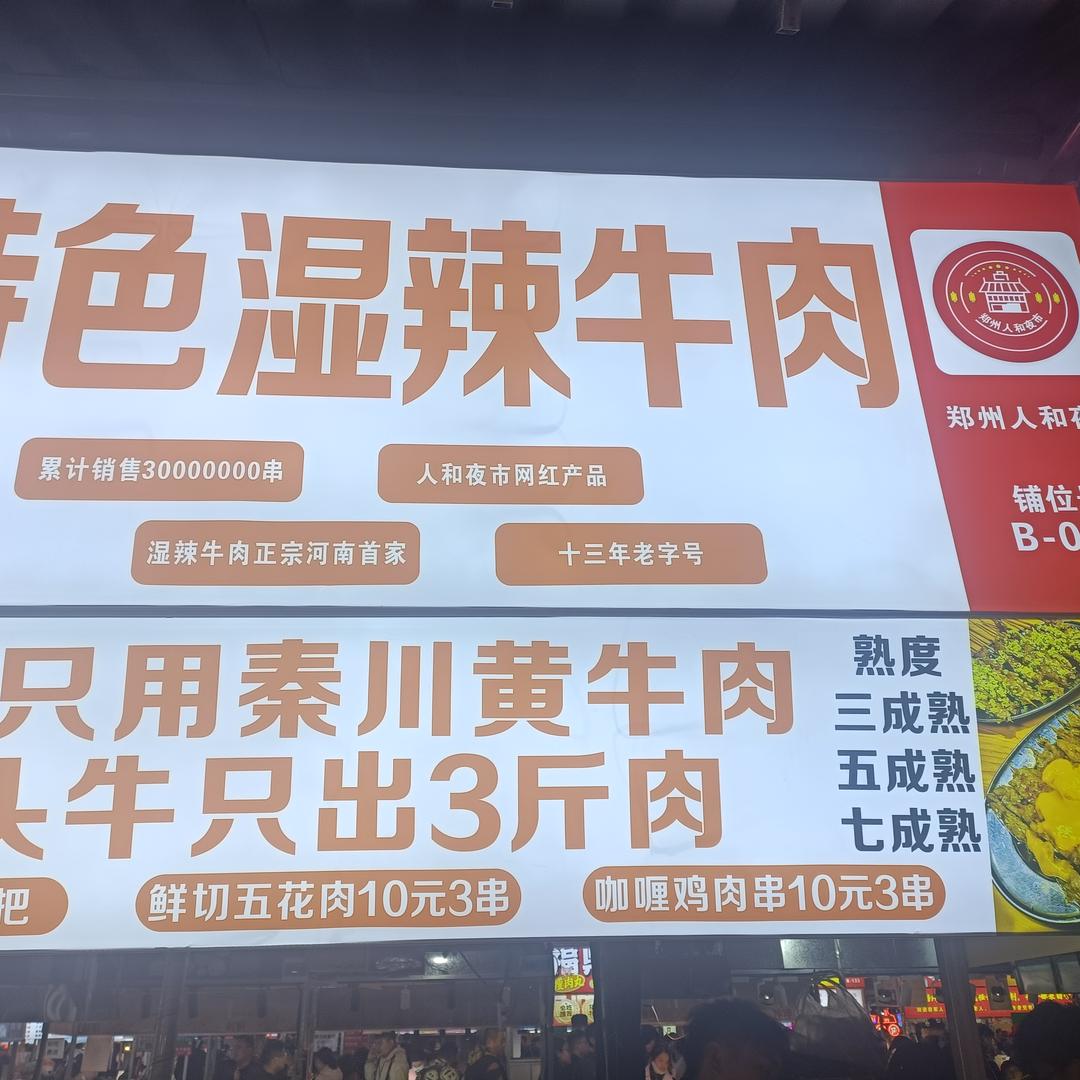 特色湿辣牛肉
累计销售30000000串
人和夜市网红产品
湿辣牛肉正宗河南首家
十三年老字号
郑州人和夜市
郑州人和夜
铺位
B-0
只用秦川黄牛肉
头牛只出3斤肉
熟度
三成熟
五成熟
七成熟
把
鲜切五花肉10元3串
咖喱鸡肉串10元3串